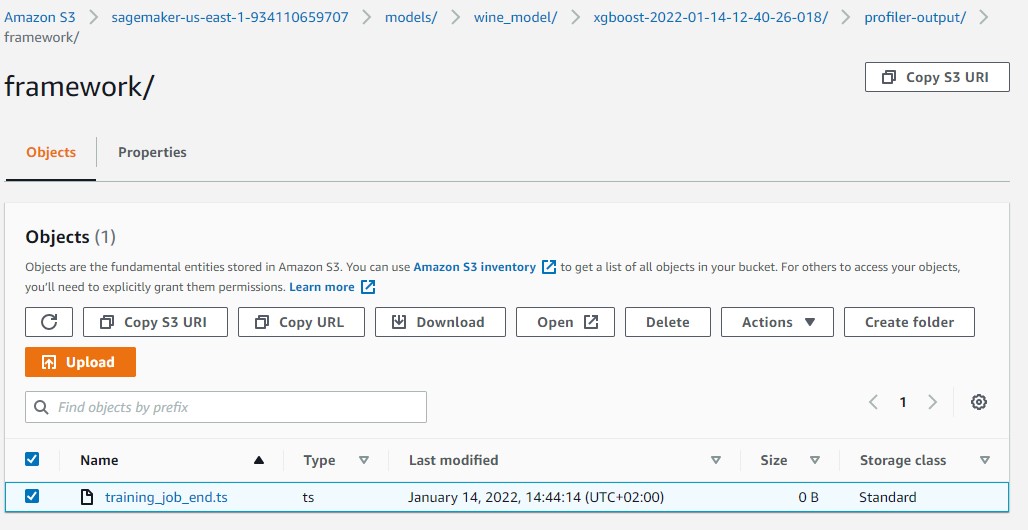 Amazon S3 > sagemaker-us-east-1-934110659707 > models/ > wine_model/ > xgboost-2022-01-14-12-40-26-018/ > profiler-output/ >
framework/
framework/
Copy S3 URI
Objects Properties
Objects (1)
Objects are the fundamental entities stored in Amazon S3. You can use Amazon S3 inventory to get a list of all objects in your bucket. For others to access your objects,
you'll need to explicitly grant them permissions. Learn more
Copy S3 URI Copy URL Download Open Delete Actions Create folder
Upload
Find objects by prefix
1
Name Type Last modified Size Storage class
training_job_end.ts ts January 14, 2022, 14:44:14 (UTC+02:00) 0 B Standard